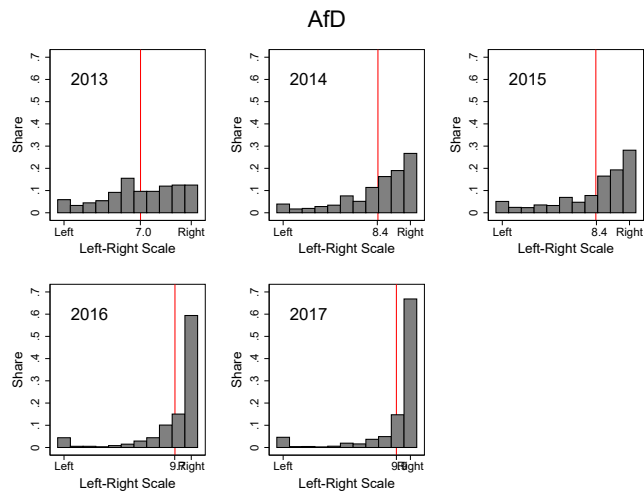 AfD
.7
.6
.5
.4
.3
.2
.1
0
Share
2013
Left
7.0
Right
Left-Right Scale
.7
.6
.5
.4
.3
.2
.1
0
Share
2014
Left
8.4
Right
Left-Right Scale
.7
.6
.5
.4
.3
.2
.1
0
Share
2015
Left
8.4
Right
Left-Right Scale
.7
.6
.5
.4
.3
.2
.1
0
Share
2016
Left
Right
Left-Right Scale
.7
.6
.5
.4
.3
.2
.1
0
Share
2017
Left
Right
Left-Right Scale